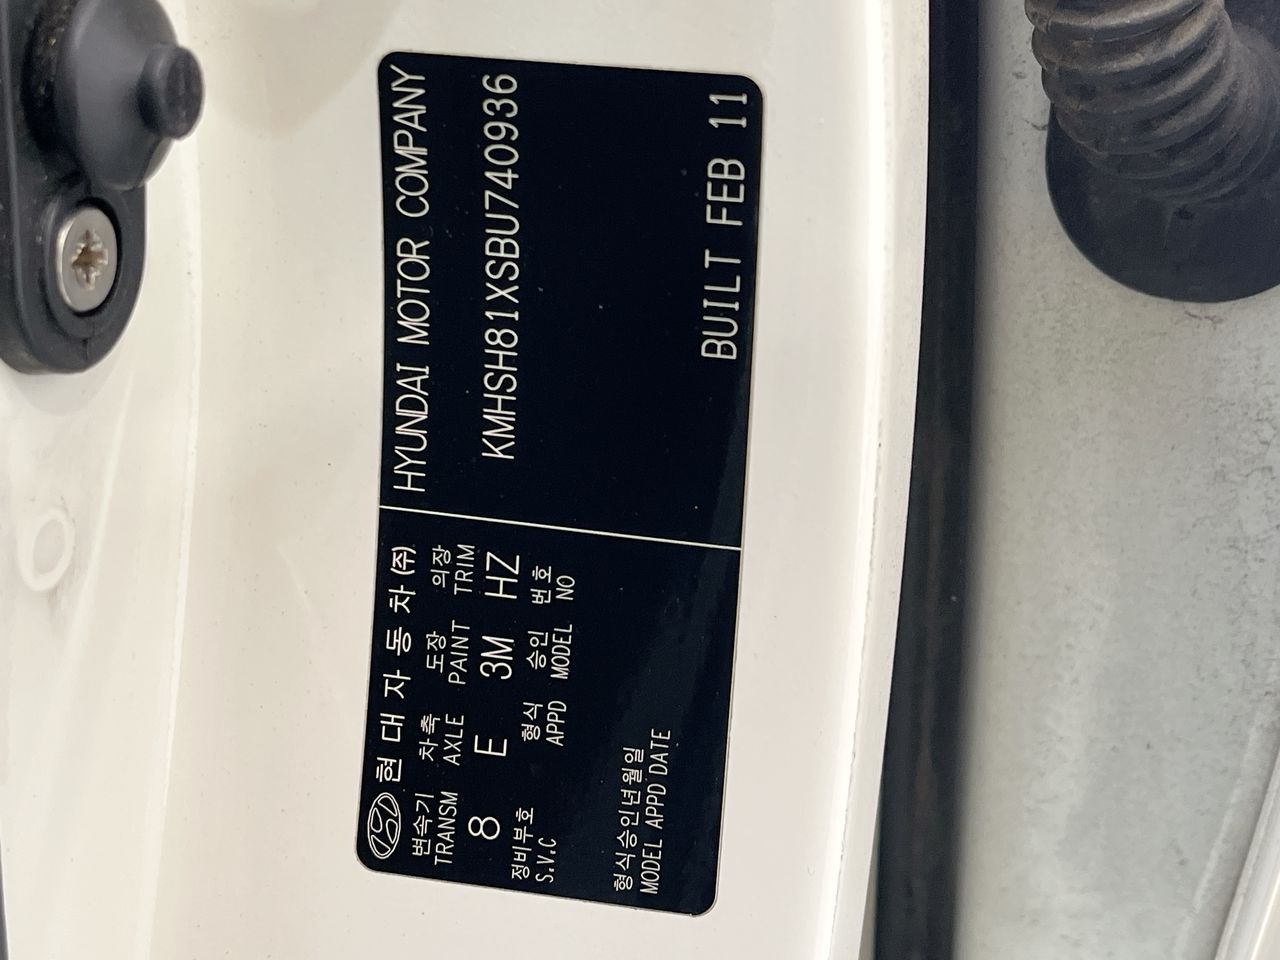 현대자동차(주)
변속기 차축 도장 의장
TRANSM AXLE PAINT TRIM
8 E 3M HZ
정비부호 형식 승인 번호
S.V.C APPD MODEL NO
형식승인년월일
MODEL APPD DATE
HYUNDAI MOTOR COMPANY
KMHSH81XSBU740936
BUILT FEB 11